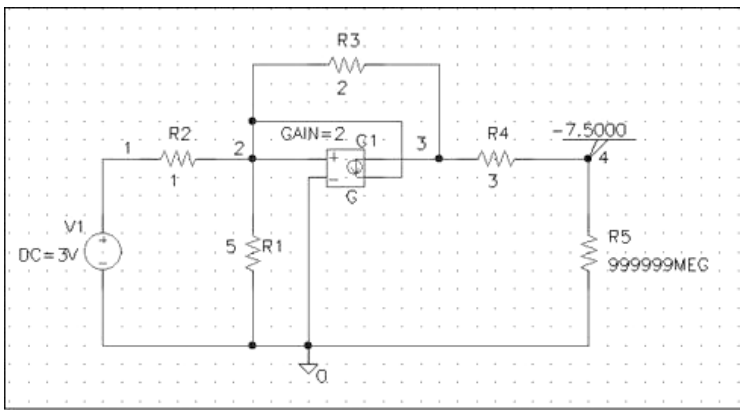 R3
2
GAIN=2
G1
-7.5000
1
R2
2
3
R4
4
1
+
-
3
G
V1
+
-
DC=3V
5
R1
R5
999999MEG
0